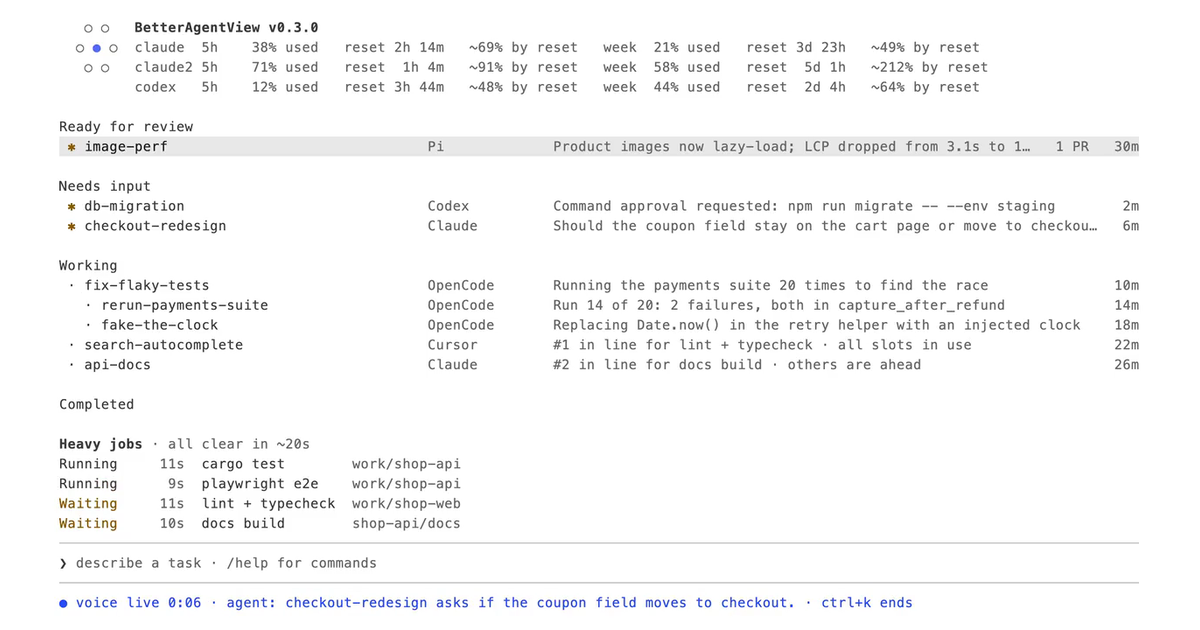 BetterAgentView v0.3.0
claude 5h 38% used reset 2h 14m ~69% by reset week 21% used reset 3d 23h ~49% by reset
claude2 5h 71% used reset 1h 4m ~91% by reset week 58% used reset 5d 1h ~212% by reset
codex 5h 12% used reset 3h 44m ~48% by reset week 44% used reset 2d 4h ~64% by reset
Ready for review
✱ image-perf Pi Product images now lazy-load; LCP dropped from 3.1s to 1… 1 PR 30m
Needs input
✱ db-migration Codex Command approval requested: npm run migrate -- --env staging 2m
✱ checkout-redesign Claude Should the coupon field stay on the cart page or move to checkou… 6m
Working
· fix-flaky-tests OpenCode Running the payments suite 20 times to find the race 10m
· rerun-payments-suite OpenCode Run 14 of 20: 2 failures, both in capture_after_refund 14m
· fake-the-clock OpenCode Replacing Date.now() in the retry helper with an injected clock 18m
· search-autocomplete Cursor #1 in line for lint + typecheck · all slots in use 22m
· api-docs Claude #2 in line for docs build · others are ahead 26m
Completed
Heavy jobs · all clear in ~20s
Running 11s cargo test work/shop-api
Running 9s playwright e2e work/shop-api
Waiting 11s lint + typecheck work/shop-web
Waiting 10s docs build shop-api/docs
❯ describe a task · /help for commands
● voice live 0:06 · agent: checkout-redesign asks if the coupon field moves to checkout. · ctrl+k ends